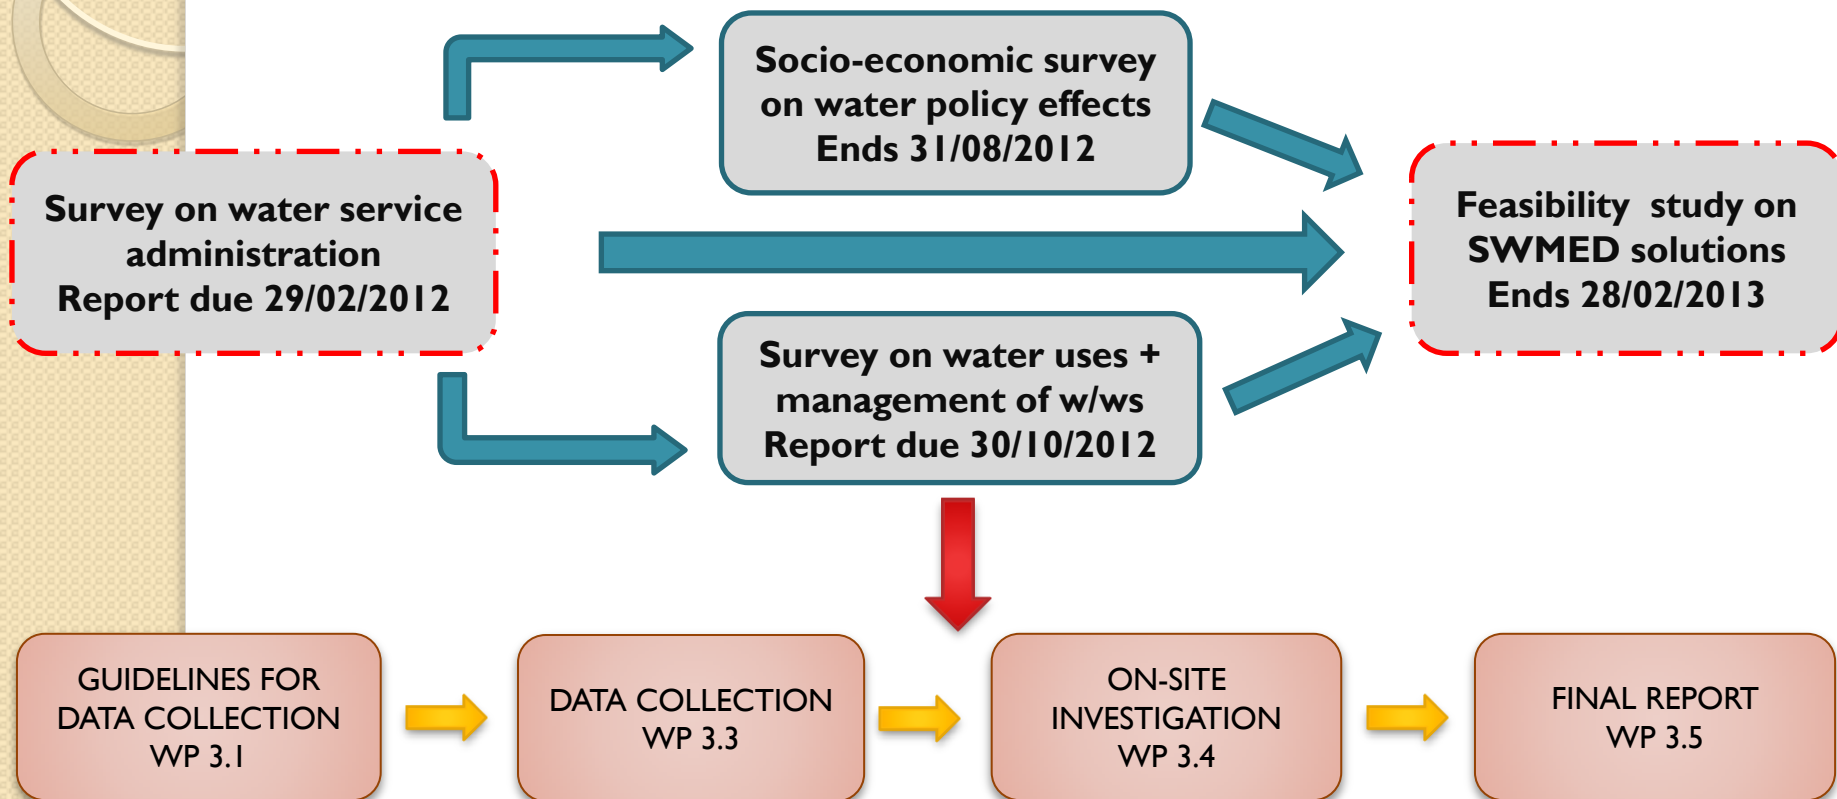 Socio-economic survey
on water policy effects
Ends 31/08/2012
Survey on water service
administration
Report due 29/02/2012
Feasibility study on
SWMED solutions
Ends 28/02/2013
Survey on water uses +
management of w/ws
Report due 30/10/2012
GUIDELINES FOR
DATA COLLECTION
WP 3.1
DATA COLLECTION
WP 3.3
ON-SITE
INVESTIGATION
WP 3.4
FINAL REPORT
WP 3.5